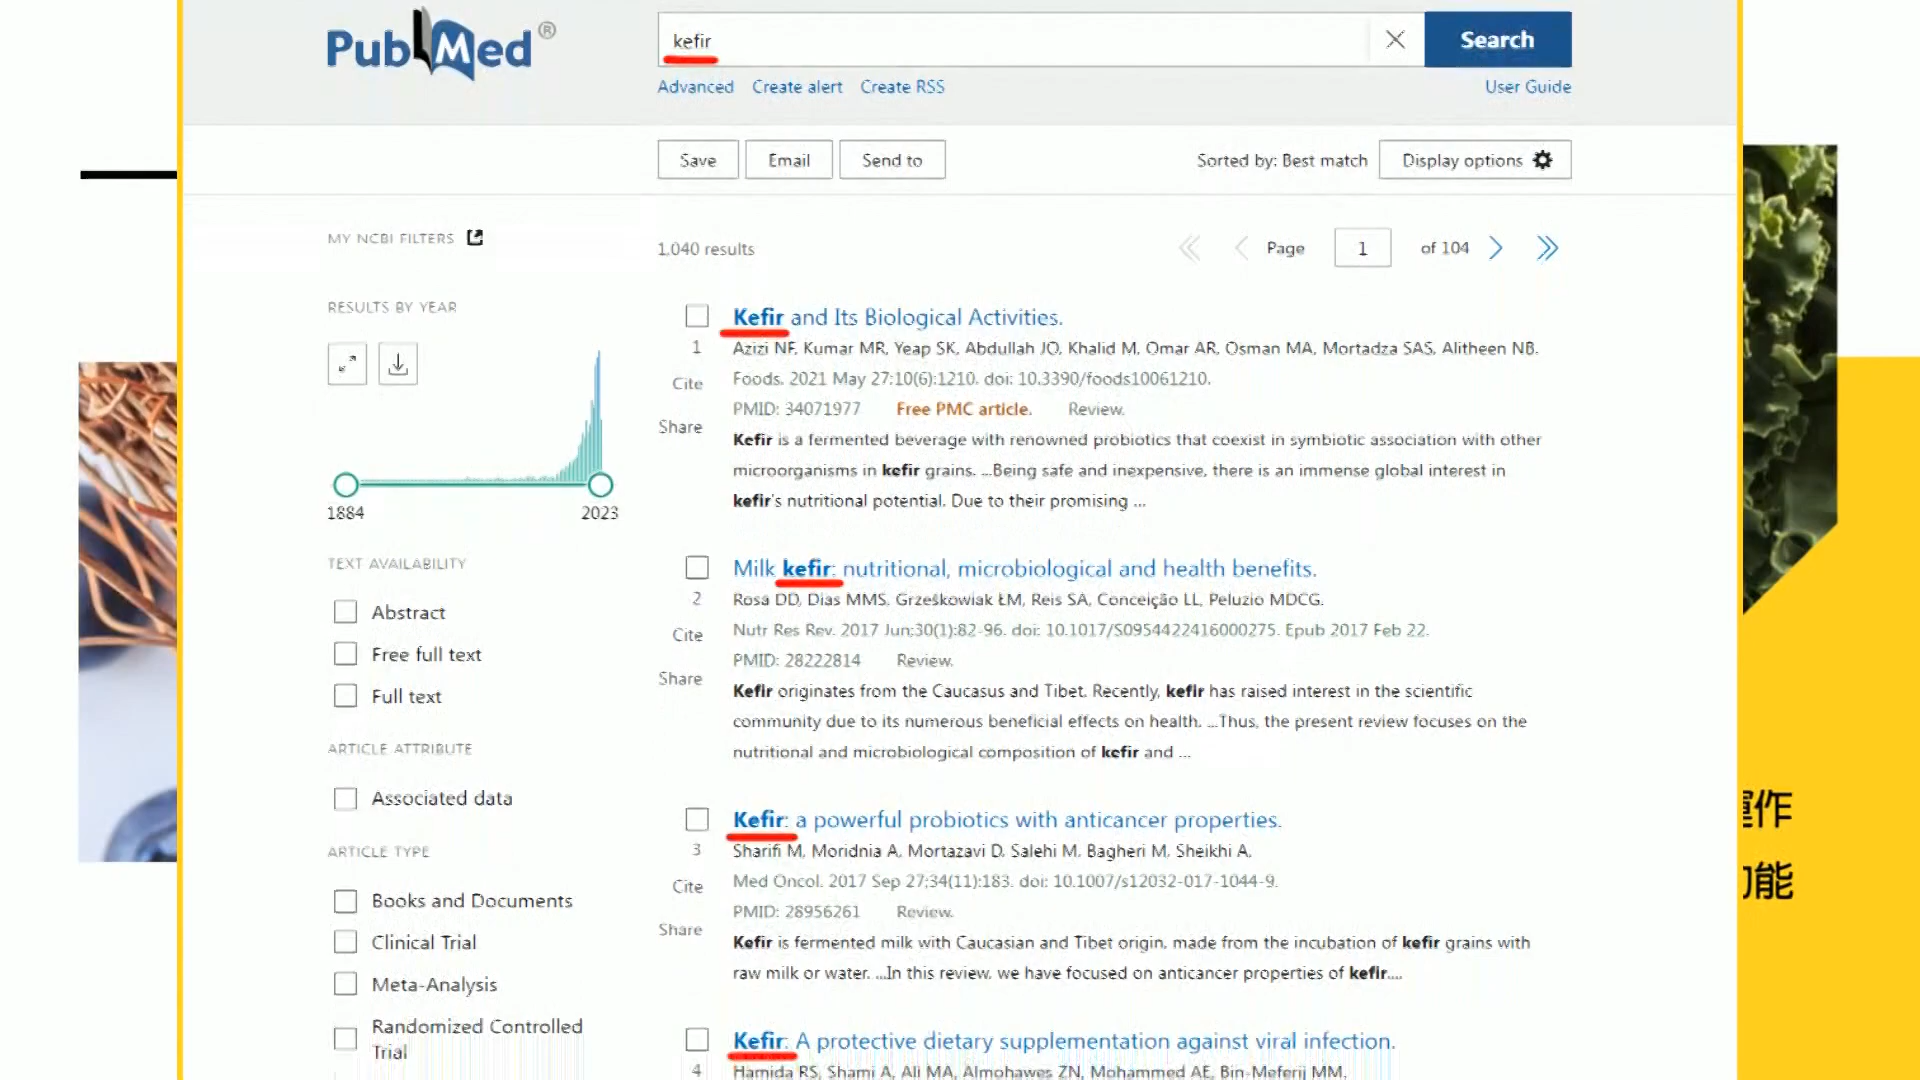 PubMed®
kefir
Search
Advanced Create alert Create RSS
User Guide
Save Email Send to
Sorted by: Best match
Display options
MY NCBI FILTERS
1,040 results
Page 1 of 104
RESULTS BY YEAR
1884 2023
TEXT AVAILABILITY
Abstract
Free full text
Full text
ARTICLE ATTRIBUTE
Associated data
ARTICLE TYPE
Books and Documents
Clinical Trial
Meta-Analysis
Randomized Controlled
Trial
Kefir and Its Biological Activities.
1
Azizi NF, Kumar MR, Yeap SK, Abdullah JO, Khalid M, Omar AR, Osman MA, Mortadza SAS, Alitheen NB.
Cite
Foods. 2021 May 27;10(6):1210. doi: 10.3390/foods10061210.
PMID: 34071977 Free PMC article. Review.
Share
Kefir is a fermented beverage with renowned probiotics that coexist in symbiotic association with other
microorganisms in kefir grains. ...Being safe and inexpensive, there is an immense global interest in
kefir's nutritional potential. Due to their promising ...
Milk kefir: nutritional, microbiological and health benefits.
2
Rosa DD, Dias MMS, Grześkowiak ŁM, Reis SA, Conceição LL, Peluzio MDCG.
Cite
Nutr Res Rev. 2017 Jun;30(1):82-96. doi: 10.1017/S0954422416000275. Epub 2017 Feb 22.
PMID: 28222814 Review.
Share
Kefir originates from the Caucasus and Tibet. Recently, kefir has raised interest in the scientific
community due to its numerous beneficial effects on health. ...Thus, the present review focuses on the
nutritional and microbiological composition of kefir and ...
Kefir: a powerful probiotics with anticancer properties.
3
Sharifi M, Moridnia A, Mortazavi D, Salehi M, Bagheri M, Sheikhi A.
Cite
Med Oncol. 2017 Sep 27;34(11):183. doi: 10.1007/s12032-017-1044-9.
PMID: 28956261 Review.
Share
Kefir is fermented milk with Caucasian and Tibet origin, made from the incubation of kefir grains with
raw milk or water. ...In this review, we have focused on anticancer properties of kefir....
Kefir: A protective dietary supplementation against viral infection.
4
Hamida RS, Shami A, Ali MA, Almohawes ZN, Mohammed AE, Bin-Meferij MM.
運作
功能